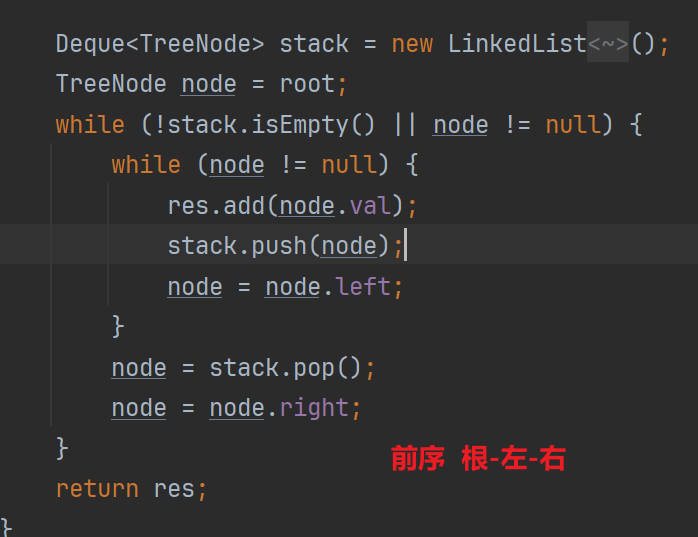 Deque<TreeNode> stack = new LinkedList<~>();
TreeNode node = root;
while (!stack.isEmpty() || node != null) {
while (node != null) {
res.add(node.val);
stack.push(node);
node = node.left;
}
node = stack.pop();
node = node.right;
}
前序 根-左-右
return res;
}